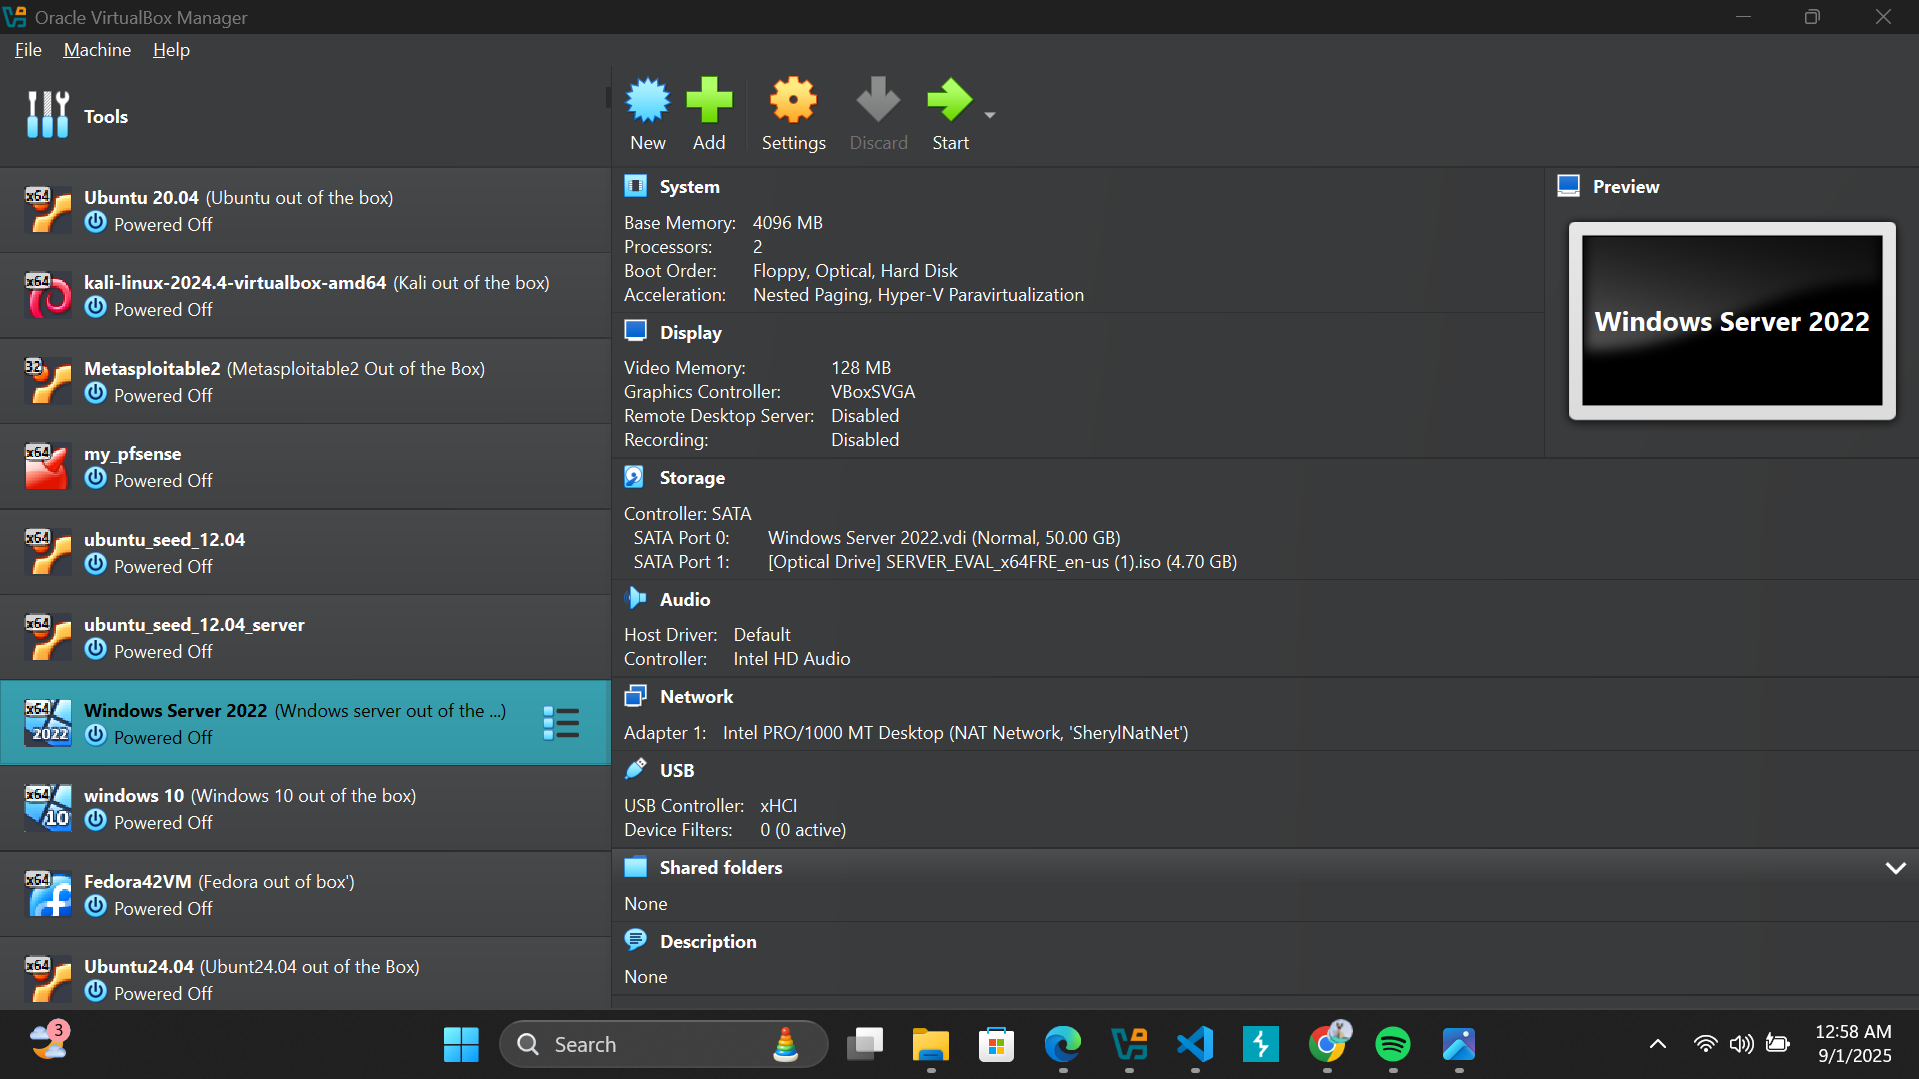 Oracle VirtualBox Manager
File Machine Help
Tools
New Add Settings Discard Start
x64 Ubuntu 20.04 (Ubuntu out of the box)
Powered Off
x64 kali-linux-2024.4-virtualbox-amd64 (Kali out of the box)
Powered Off
32 Metasploitable2 (Metasploitable2 Out of the Box)
Powered Off
x64 my_pfsense
Powered Off
x64 ubuntu_seed_12.04
Powered Off
x64 ubuntu_seed_12.04_server
Powered Off
x64 2022 Windows Server 2022 (Wndows server out of the ...)
Powered Off
x64 10 windows 10 (Windows 10 out of the box)
Powered Off
x64 Fedora42VM (Fedora out of box')
Powered Off
x64 Ubuntu24.04 (Ubunt24.04 out of the Box)
Powered Off
System
Base Memory: 4096 MB
Processors: 2
Boot Order: Floppy, Optical, Hard Disk
Acceleration: Nested Paging, Hyper-V Paravirtualization
Display
Video Memory: 128 MB
Graphics Controller: VBoxSVGA
Remote Desktop Server: Disabled
Recording: Disabled
Storage
Controller: SATA
SATA Port 0: Windows Server 2022.vdi (Normal, 50.00 GB)
SATA Port 1: [Optical Drive] SERVER_EVAL_x64FRE_en-us (1).iso (4.70 GB)
Audio
Host Driver: Default
Controller: Intel HD Audio
Network
Adapter 1: Intel PRO/1000 MT Desktop (NAT Network, 'SherylNatNet')
USB
USB Controller: xHCI
Device Filters: 0 (0 active)
Shared folders
None
Description
None
Preview
Windows Server 2022
3
Search
12:58 AM
9/1/2025